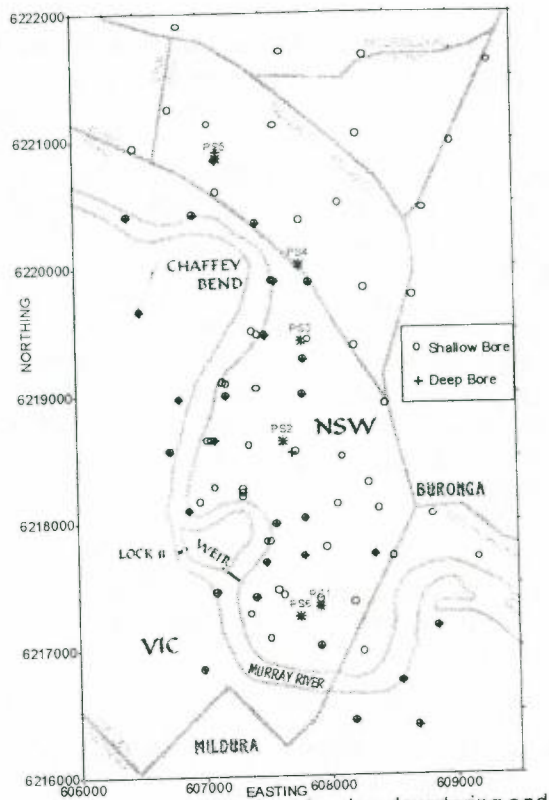 6222000
6221000
PS5
6220000
PS4
CHAFFEY
BEND
NORTHING
PS3
○ Shallow Bore
+ Deep Bore
6219000
NSW
PS2
BURONGA
6218000
LOCK 11
WEIR
PS1
PS6
6217000
VIC
MURRAY RIVER
MILDURA
6216000
606000
607000
608000
609000
EASTING